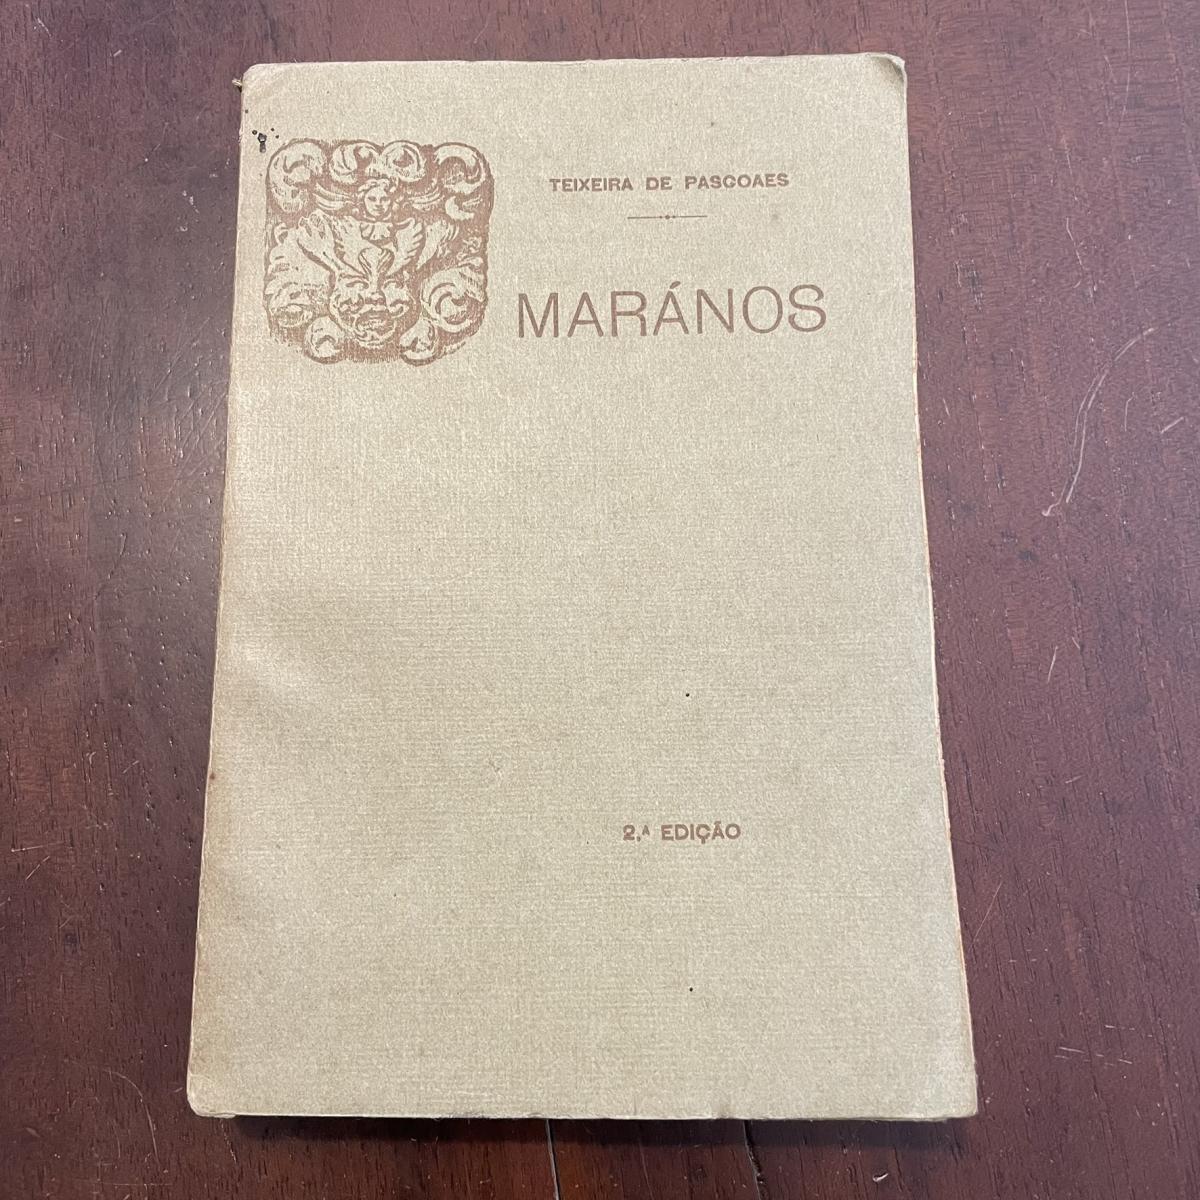 TEIXEIRA DE PASCOAES
MARÁNOS
2.ª EDIÇÃO